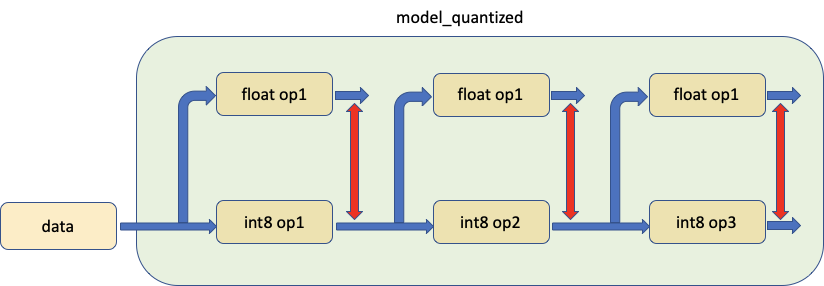 model_quantized
float op1
float op1
float op1
data
int8 op1
int8 op2
int8 op3